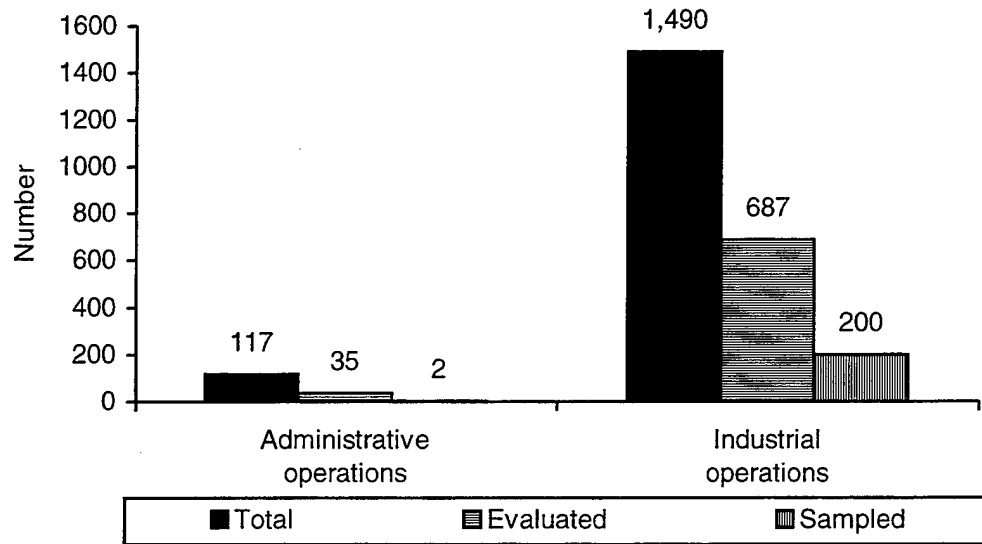 Number
1600
1400
1200
1000
800
600
400
200
0
117
35
2
1,490
687
200
Administrative
operations
Industrial
operations
Total Evaluated Sampled